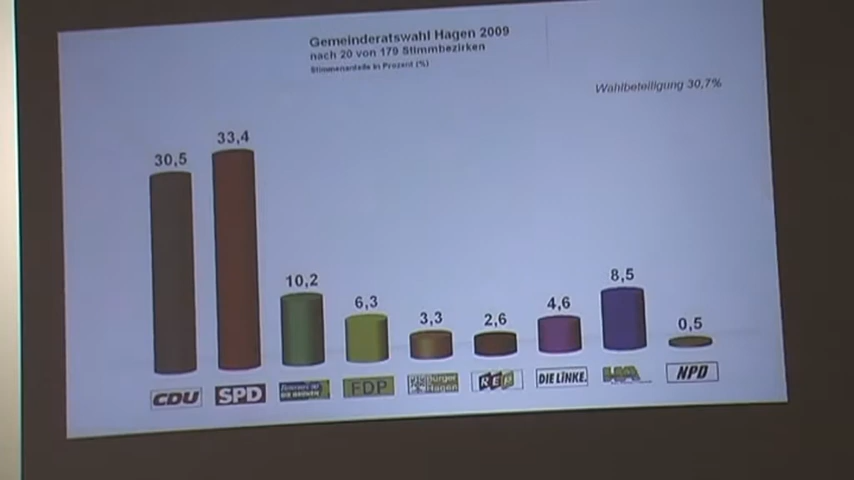 Gemeinderatswahl Hagen 2009
nach 20 von 179 Stimmbezirken
Stimmenanteile in Prozent (%)
Wahlbeteiligung 30,7%
30,5
33,4
10,2
6,3
3,3
2,6
4,6
8,5
0,5
CDU
SPD
DIE GRÜNEN
FDP
Bürger
Hagen
REP
DIE LINKE.
NPD